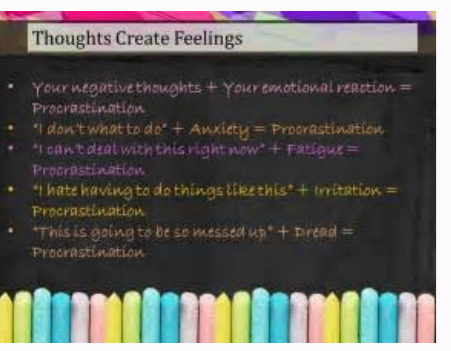 Thoughts Create Feelings
• Your negative thoughts + Your emotional reaction =
Procrastination
• "I don't what to do" + Anxiety = Procrastination
• "I can't deal with this right now" + Fatigue =
Procrastination
• "I hate having to do things like this" + Irritation =
Procrastination
• "This is going to be so messed up" + Dread =
Procrastination